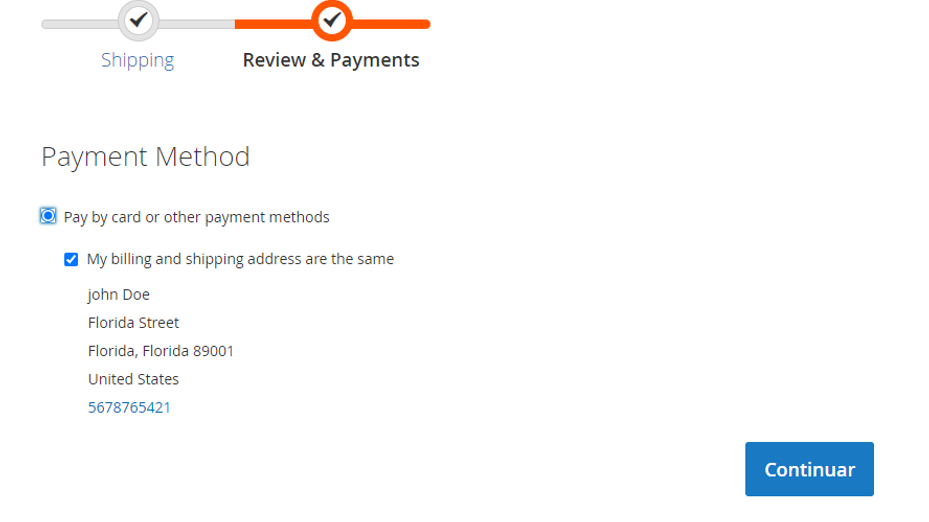 Shipping
Review & Payments
Payment Method
Pay by card or other payment methods
My billing and shipping address are the same
john Doe
Florida Street
Florida, Florida 89001
United States
5678765421
Continuar